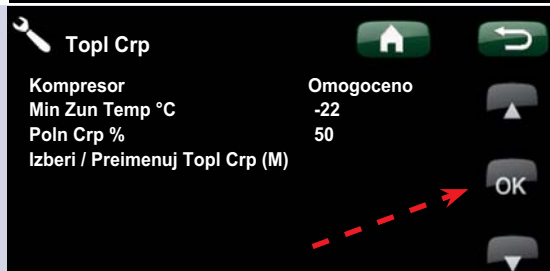 Topl Crp
Kompresor Omogoceno
Min Zun Temp °C -22
Poln Crp % 50
Izberi / Preimenuj Topl Crp (M)
OK